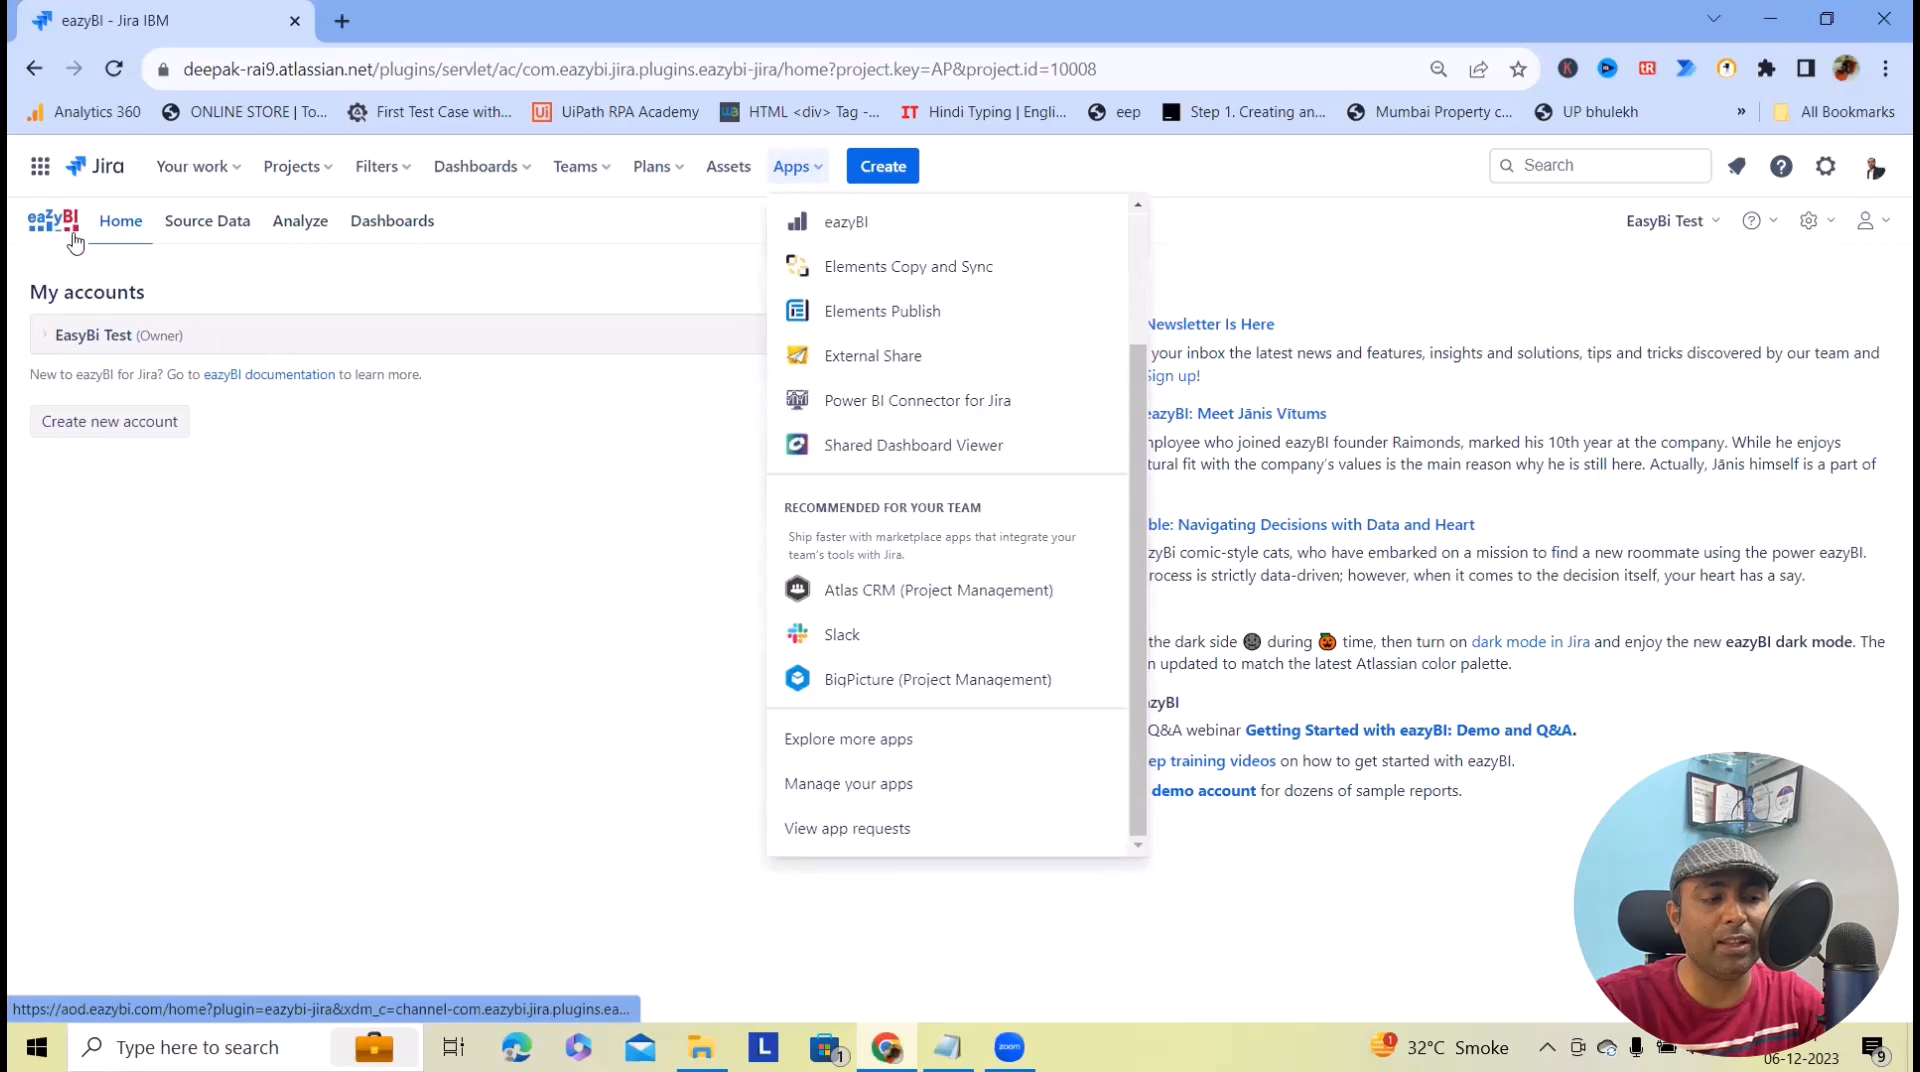 eazyBI - Jira IBM
deepak-rai9.atlassian.net/plugins/servlet/ac/com.eazybi.jira.plugins.eazybi-jira/home?project.key=AP&project.id=10008
Analytics 360 ONLINE STORE | To... First Test Case with... UiPath RPA Academy HTML <div> Tag -... Hindi Typing | Engli... eep Step 1. Creating an... Mumbai Property c... UP bhulekh » All Bookmarks
Jira Your work Projects Filters Dashboards Teams Plans Assets Apps Create Search
eazyBI Home Source Data Analyze Dashboards EasyBi Test
My accounts
EasyBi Test (Owner)
New to eazyBI for Jira? Go to eazyBI documentation to learn more.
Create new account
eazyBI
Elements Copy and Sync
Elements Publish
External Share
Power BI Connector for Jira
Shared Dashboard Viewer
RECOMMENDED FOR YOUR TEAM
Ship faster with marketplace apps that integrate your
team's tools with Jira.
Atlas CRM (Project Management)
Slack
BigPicture (Project Management)
Explore more apps
Manage your apps
View app requests
Newsletter Is Here
your inbox the latest news and features, insights and solutions, tips and tricks discovered by our team and
Sign up!
eazyBI: Meet Jānis Vītums
employee who joined eazyBI founder Raimonds, marked his 10th year at the company. While he enjoys
tural fit with the company's values is the main reason why he is still here. Actually, Jānis himself is a part of
ble: Navigating Decisions with Data and Heart
zyBi comic-style cats, who have embarked on a mission to find a new roommate using the power eazyBI.
rocess is strictly data-driven; however, when it comes to the decision itself, your heart has a say.
the dark side 🌚 during 🎃 time, then turn on dark mode in Jira and enjoy the new eazyBI dark mode. The
n updated to match the latest Atlassian color palette.
zyBI
Q&A webinar Getting Started with eazyBI: Demo and Q&A.
ep training videos on how to get started with eazyBI.
demo account for dozens of sample reports.
https://aod.eazybi.com/home?plugin=eazybi-jira&xdm_c=channel-com.eazybi.jira.plugins.ea...
Type here to search L 1 zoom 1 32°C Smoke 06-12-2023 9